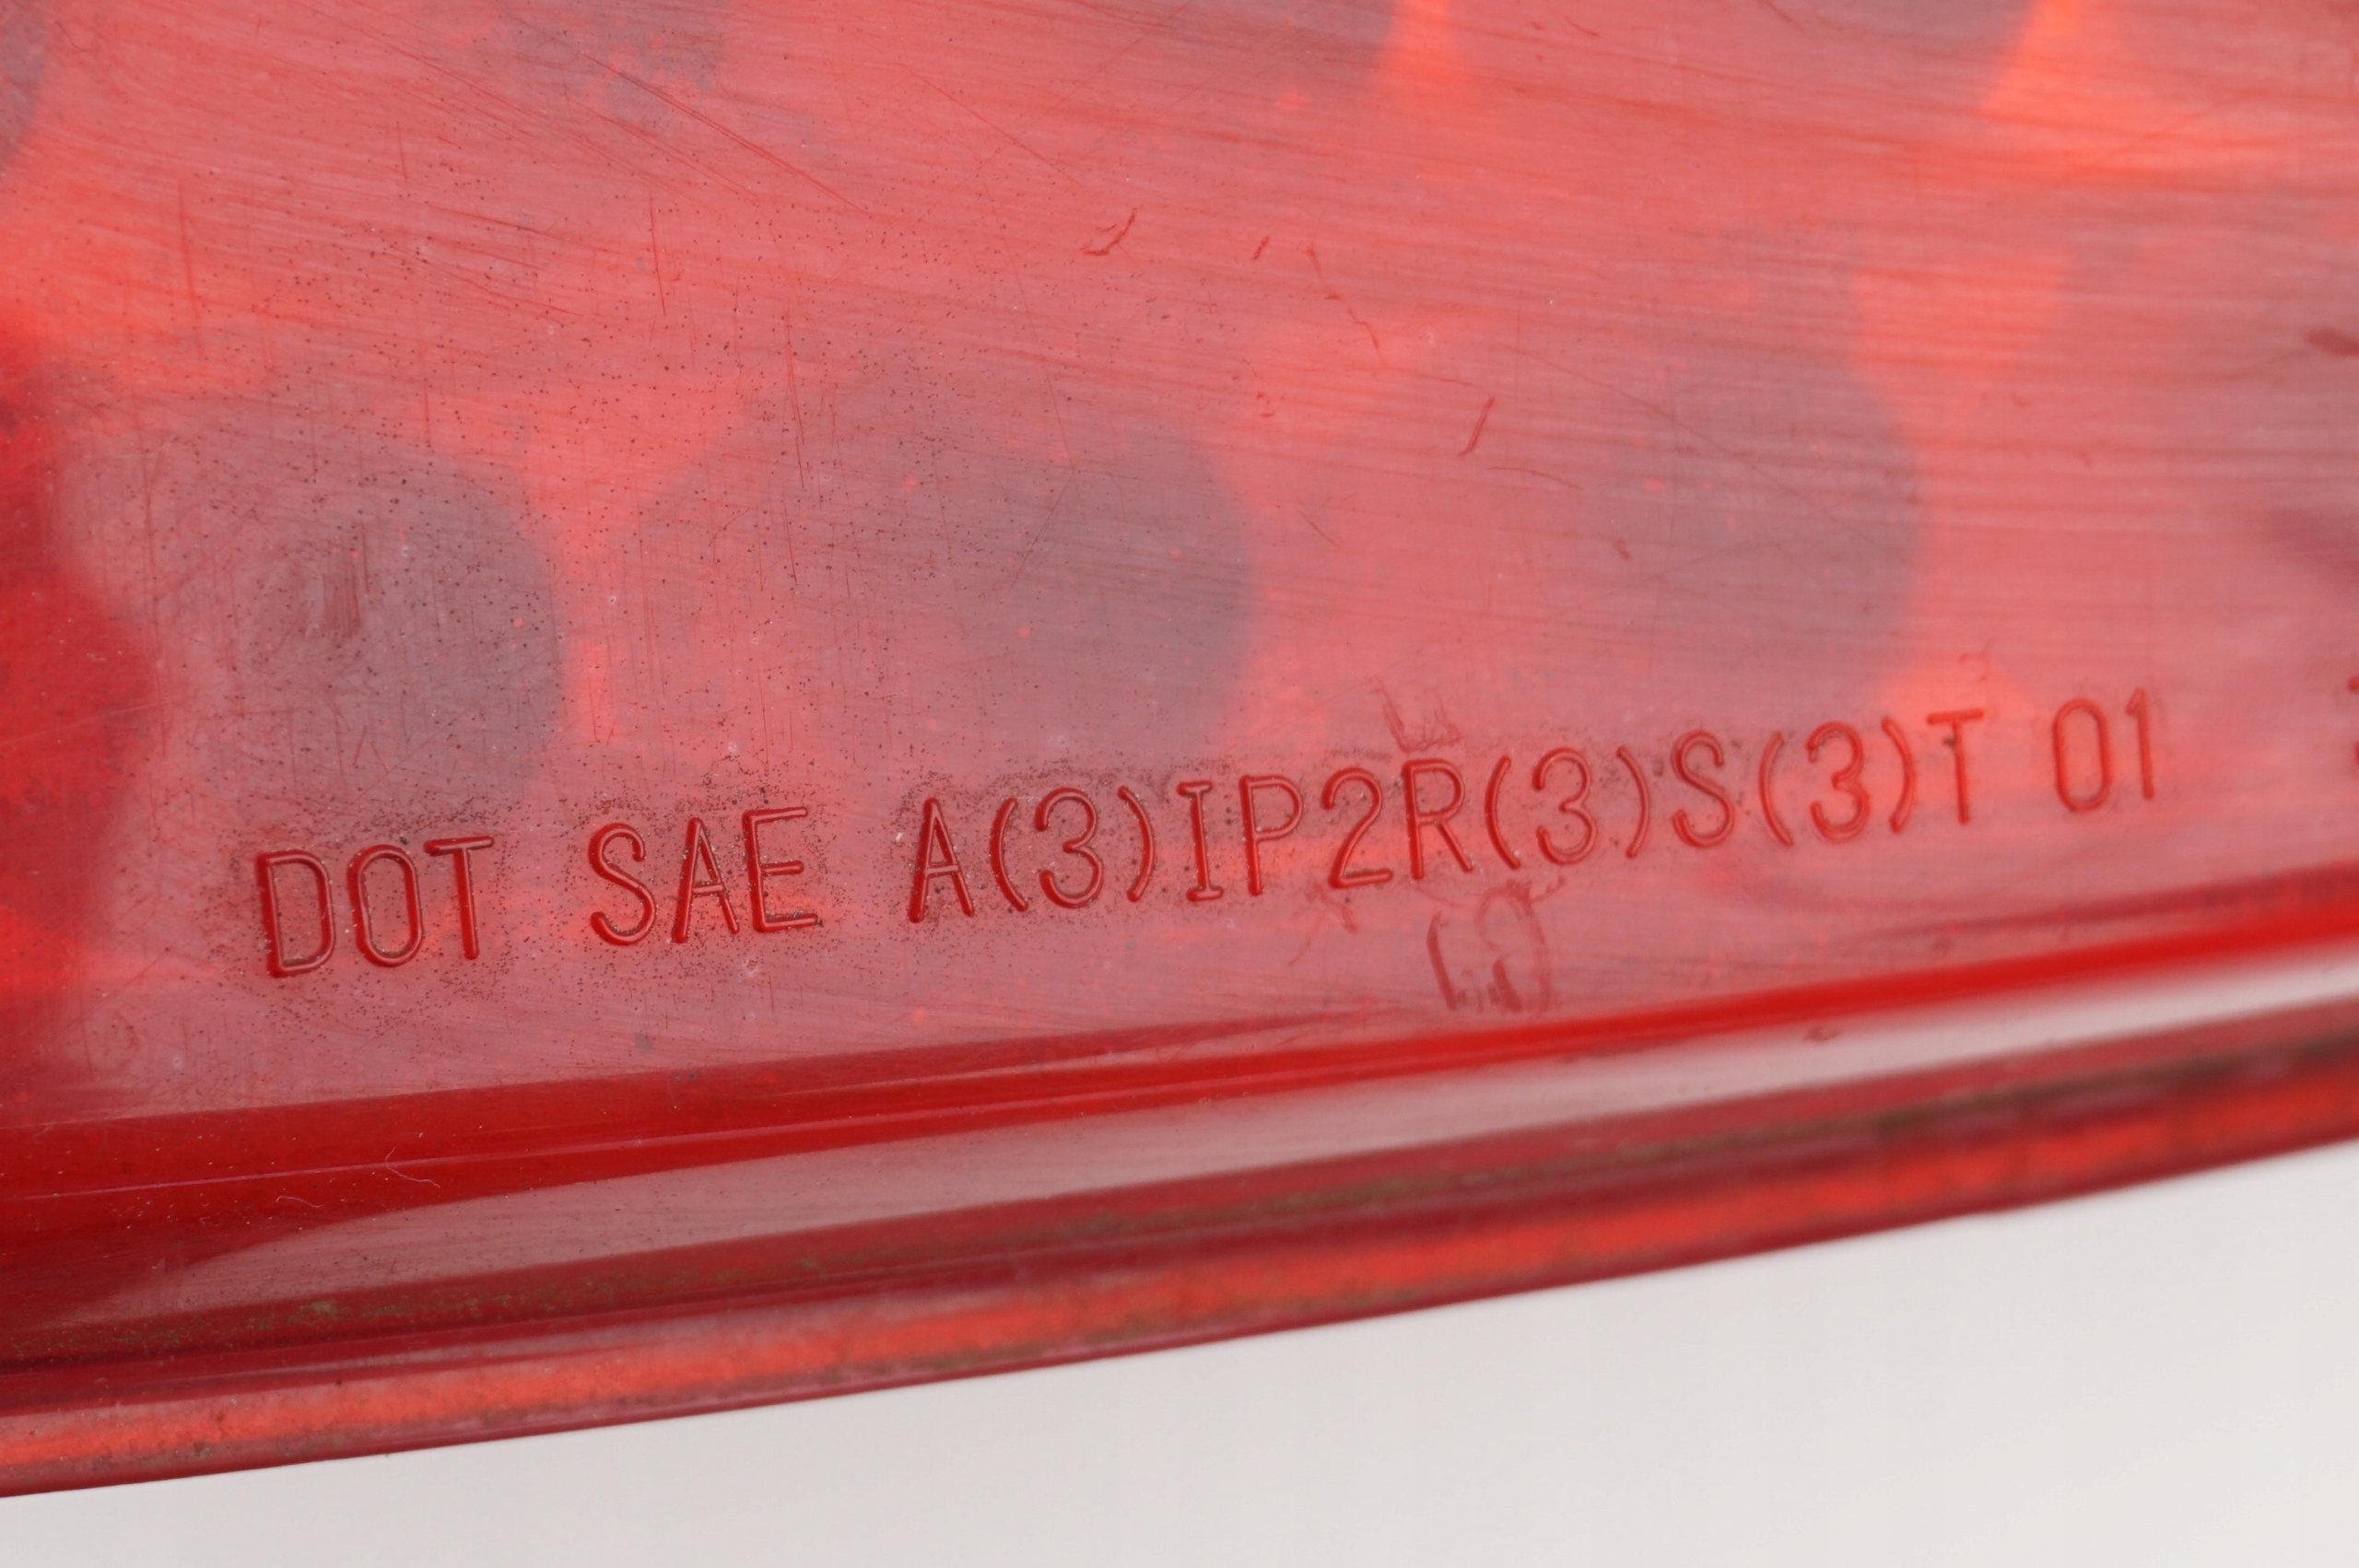 DOT SAE A(3)IP2R(3)S(3)T 01